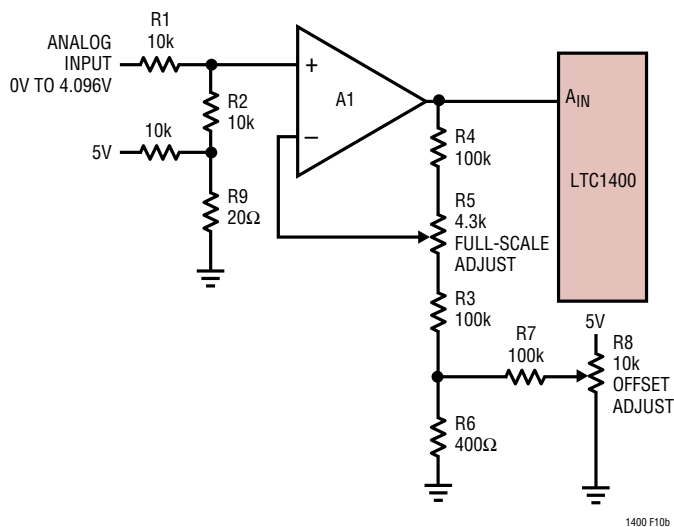 R1
10k
ANALOG
INPUT
0V TO 4.096V
R2
10k
10k
5V
R9
20Ω
+
A1
–
R4
100k
R5
4.3k
FULL-SCALE
ADJUST
R3
100k
R7
100k
R6
400Ω
AIN
LTC1400
5V
R8
10k
OFFSET
ADJUST
1400 F10b